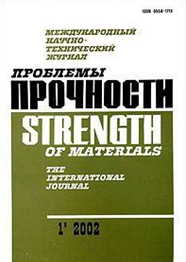 ISSN 0556-171X
МЕЖДУНАРОДНЫЙ
НАУЧНО-
ТЕХНИЧЕСКИЙ
ЖУРНАЛ
ПРОБЛЕМЫ
ПРОЧНОСТИ
STRENGTH
OF MATERIALS
THE
INTERNATIONAL
JOURNAL
1' 2002